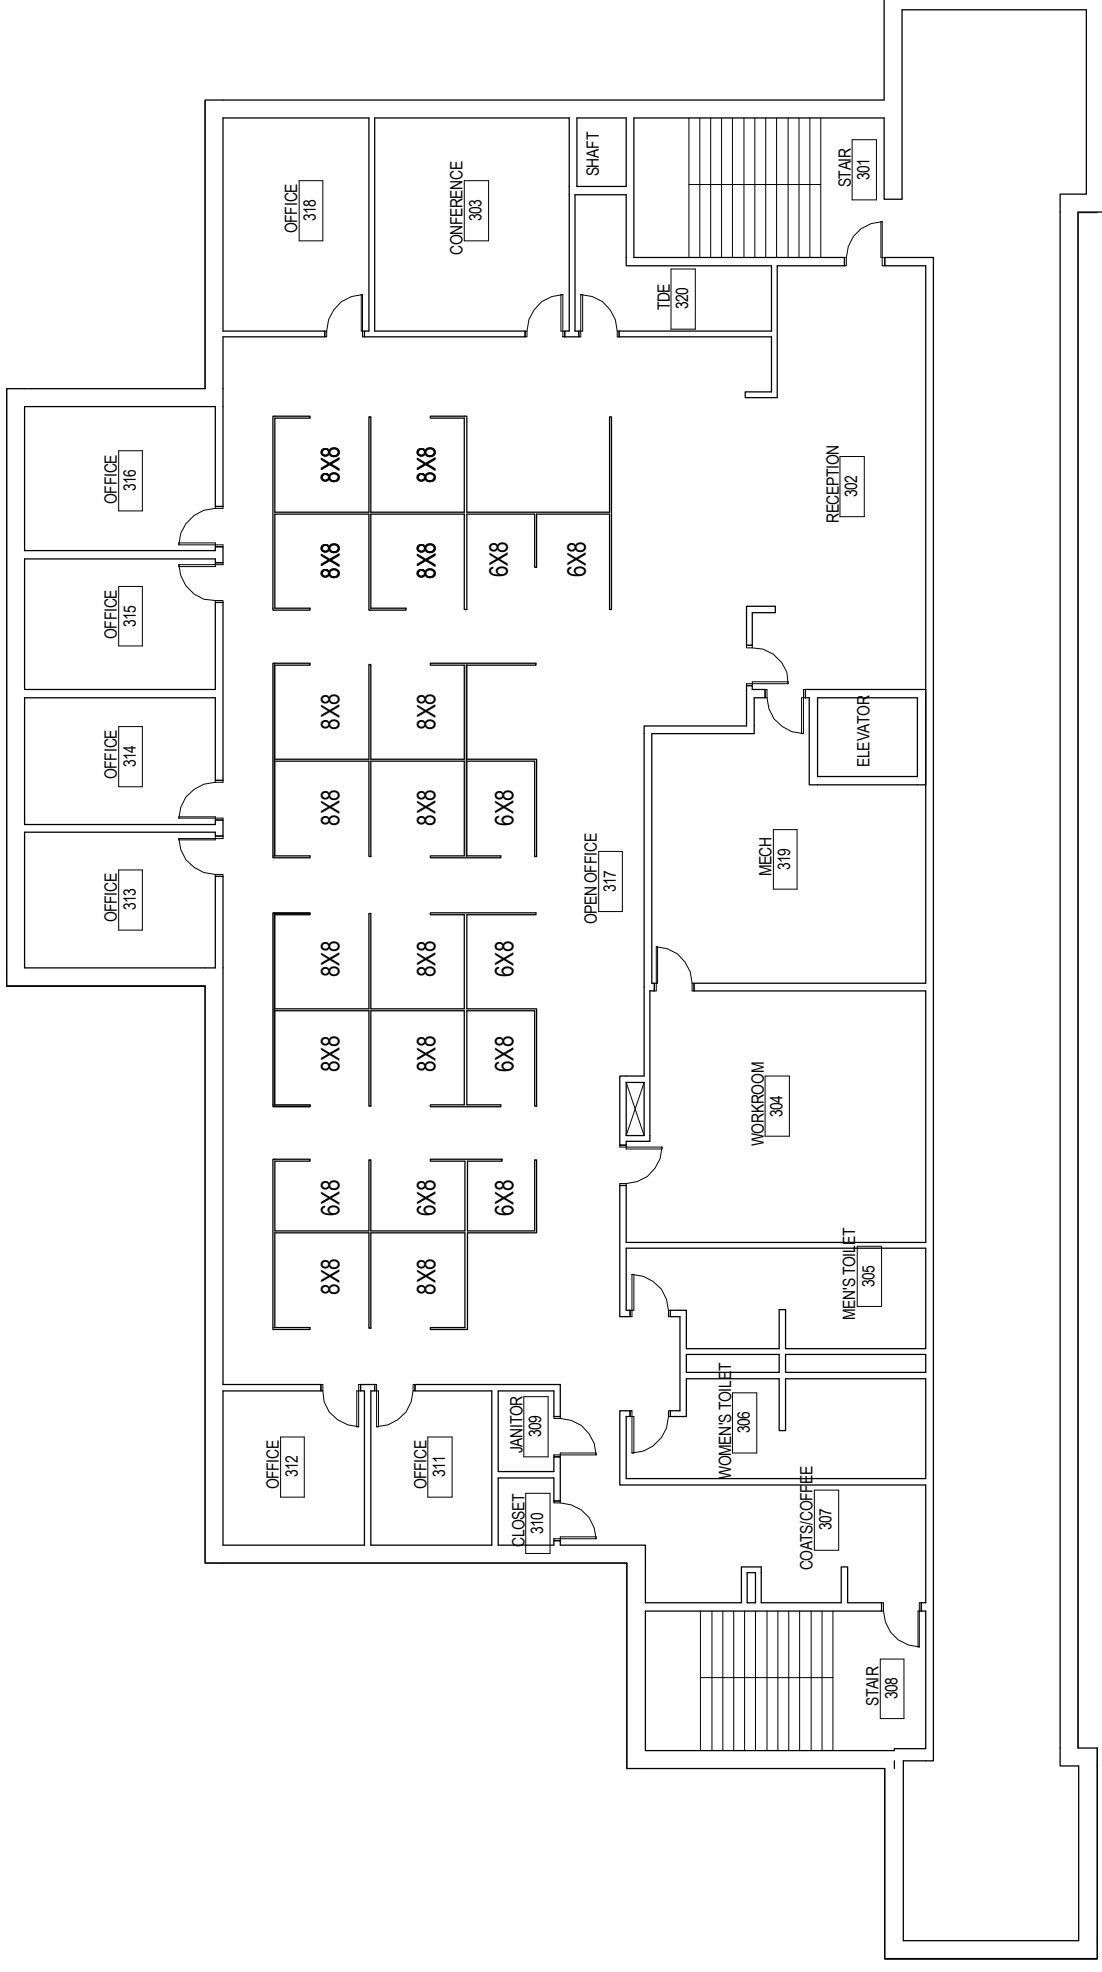 OFFICE
313
OFFICE
314
OFFICE
315
OFFICE
316
OFFICE
312
8X8
6X8
8X8
8X8
8X8
8X8
8X8
8X8
OFFICE
318
OFFICE
311
8X8
6X8
8X8
8X8
8X8
8X8
8X8
8X8
CONFERENCE
303
CLOSET
310
JANITOR
309
6X8
6X8
6X8
6X8
6X8
6X8
SHAFT
OPEN OFFICE
317
TDE
320
WOMEN'S TOILET
306
WORKROOM
304
MECH
319
COATS/COFFEE
307
MEN'S TOILET
305
ELEVATOR
RECEPTION
302
STAIR
301
STAIR
308